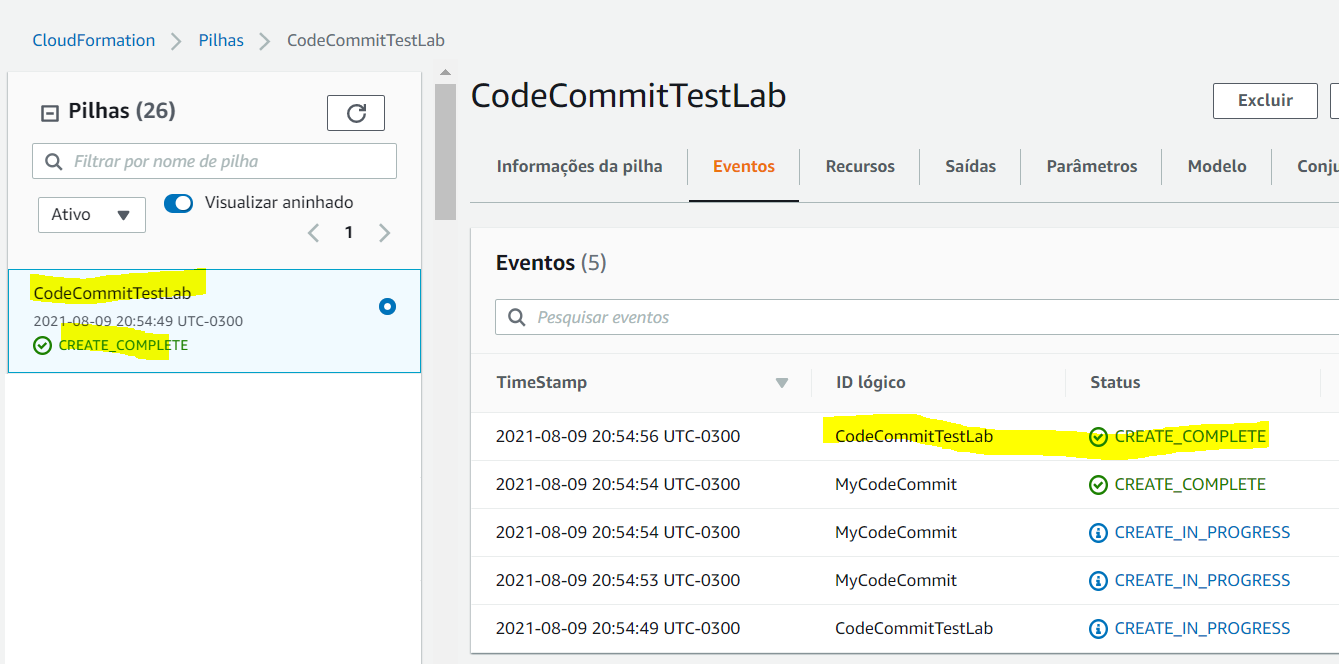 CloudFormation > Pilhas > CodeCommitTestLab
Pilhas (26)
Filtrar por nome de pilha
Ativo
Visualizar aninhado
1
CodeCommitTestLab
2021-08-09 20:54:49 UTC-0300
CREATE_COMPLETE
CodeCommitTestLab
Excluir
Informações da pilha
Eventos
Recursos
Saídas
Parâmetros
Modelo
Conju
Eventos (5)
Pesquisar eventos
TimeStamp ID lógico Status
2021-08-09 20:54:56 UTC-0300 CodeCommitTestLab CREATE_COMPLETE
2021-08-09 20:54:54 UTC-0300 MyCodeCommit CREATE_COMPLETE
2021-08-09 20:54:54 UTC-0300 MyCodeCommit CREATE_IN_PROGRESS
2021-08-09 20:54:53 UTC-0300 MyCodeCommit CREATE_IN_PROGRESS
2021-08-09 20:54:49 UTC-0300 CodeCommitTestLab CREATE_IN_PROGRESS